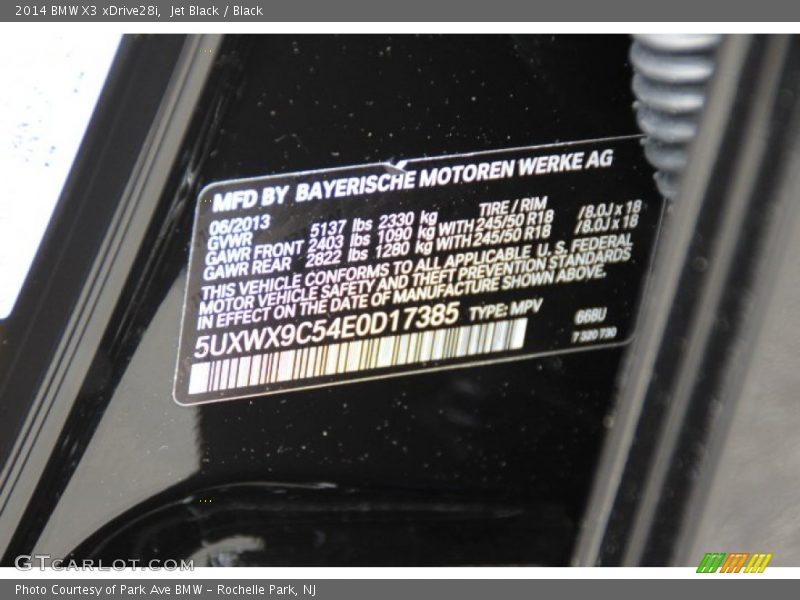 2014 BMW X3 xDrive28i, Jet Black / Black
MFD BY BAYERISCHE MOTOREN WERKE AG
06/2013 TIRE / RIM
GVWR 5137 lbs 2330 kg
GAWR FRONT 2403 lbs 1090 kg WITH 245/50 R18 /8.0J x 18
GAWR REAR 2822 lbs 1280 kg WITH 245/50 R18 /8.0J x 18
THIS VEHICLE CONFORMS TO ALL APPLICABLE U.S. FEDERAL
MOTOR VEHICLE SAFETY AND THEFT PREVENTION STANDARDS
IN EFFECT ON THE DATE OF MANUFACTURE SHOWN ABOVE.
5UXWX9C54E0D17385 TYPE: MPV
668U
7 320 730
GTCARLOT.COM
Photo Courtesy of Park Ave BMW - Rochelle Park, NJ